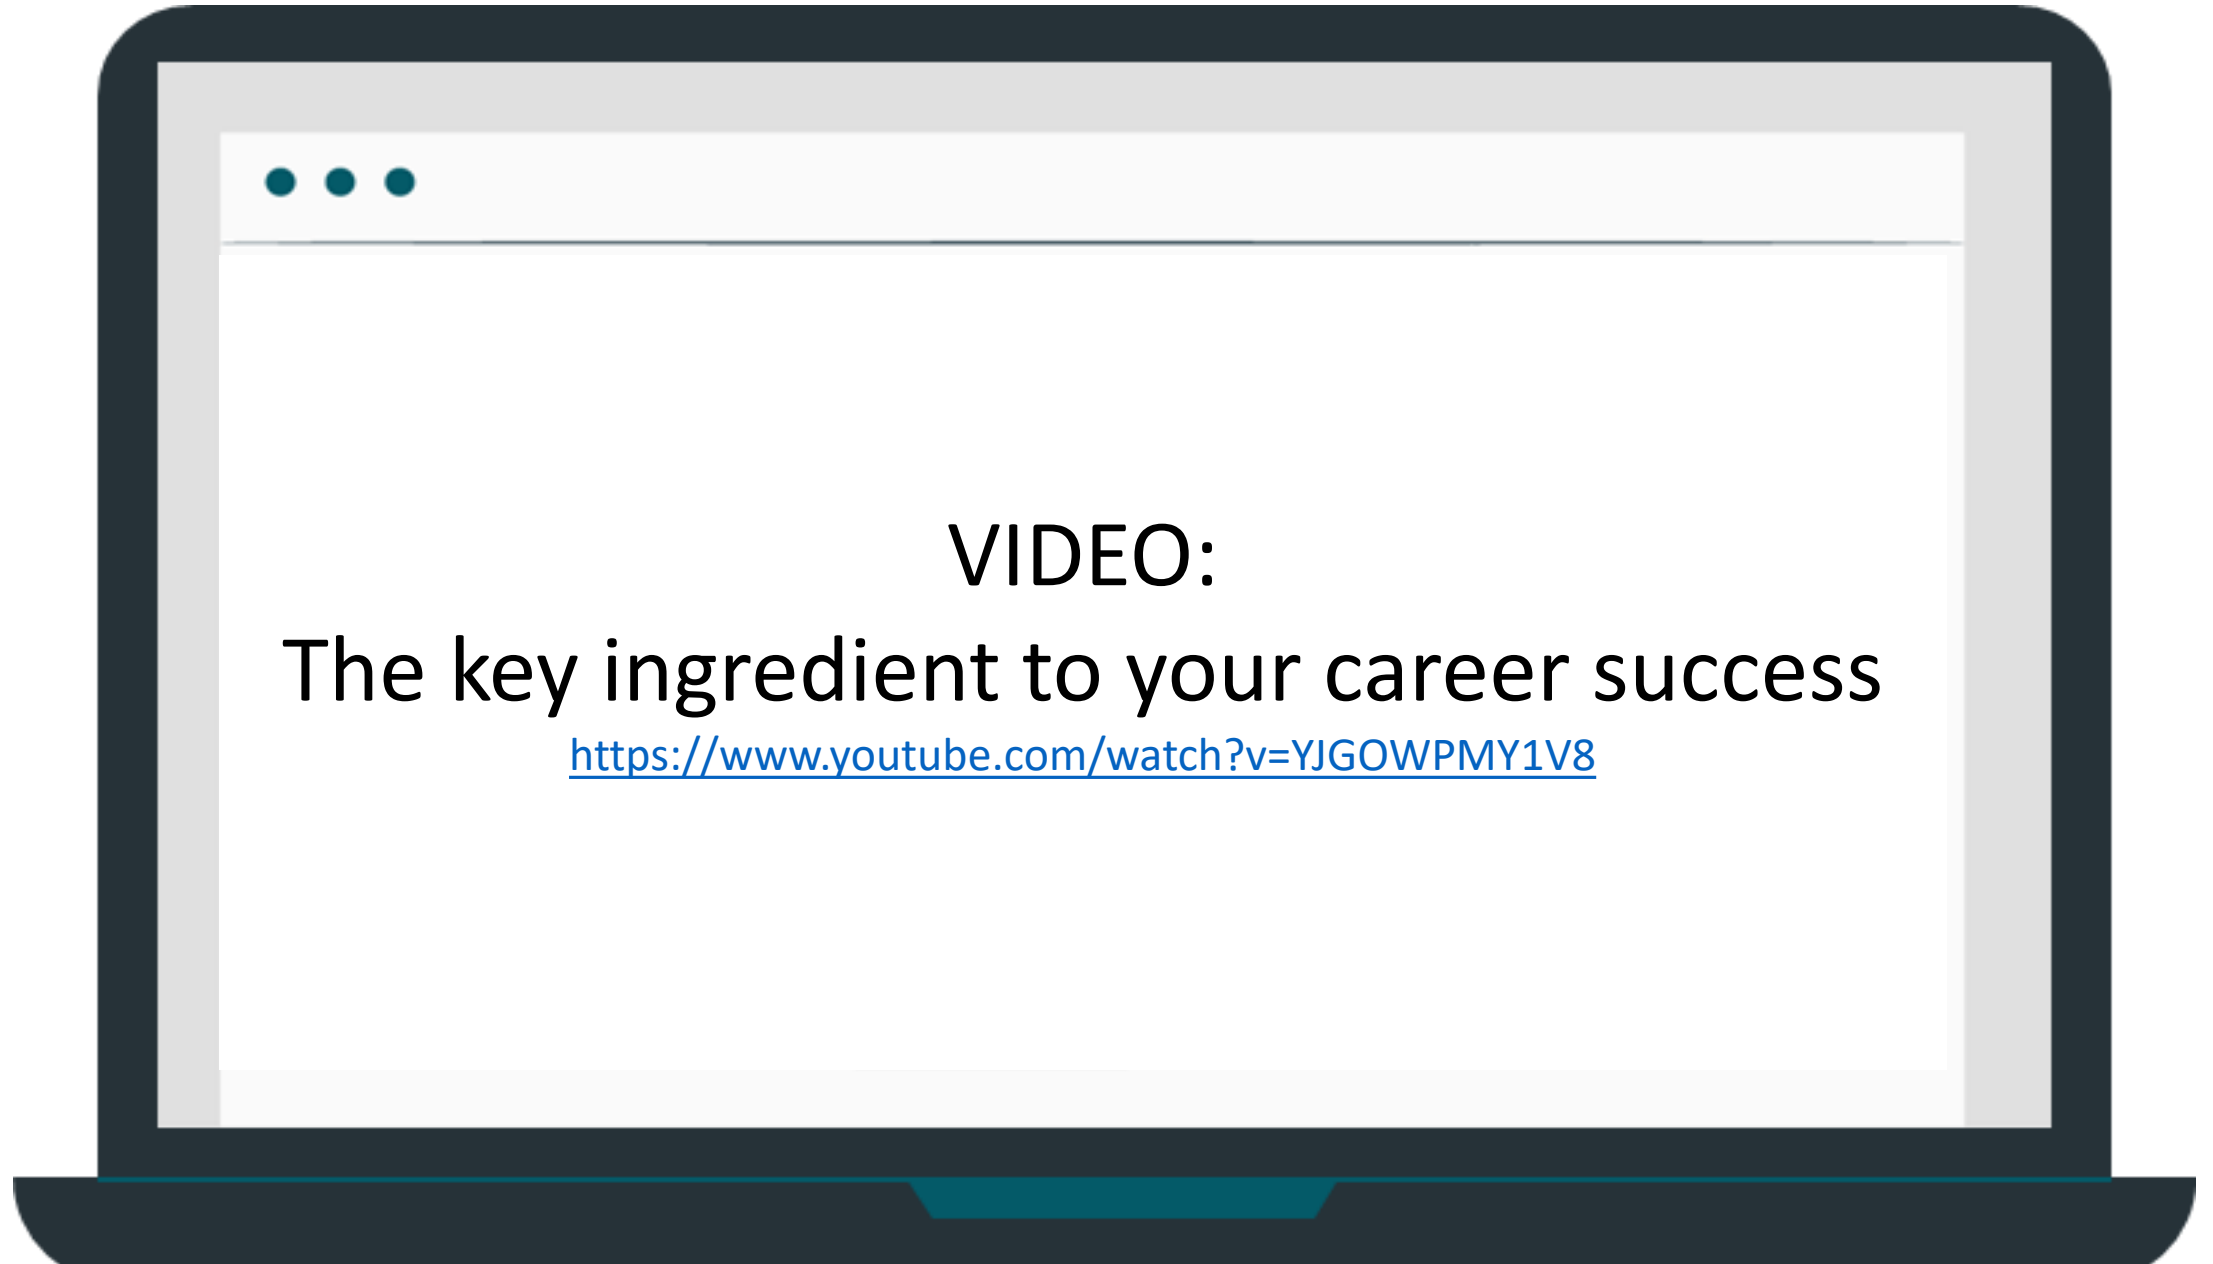 VIDEO:
The key ingredient to your career success
https://www.youtube.com/watch?v=YJGOWPMY1V8